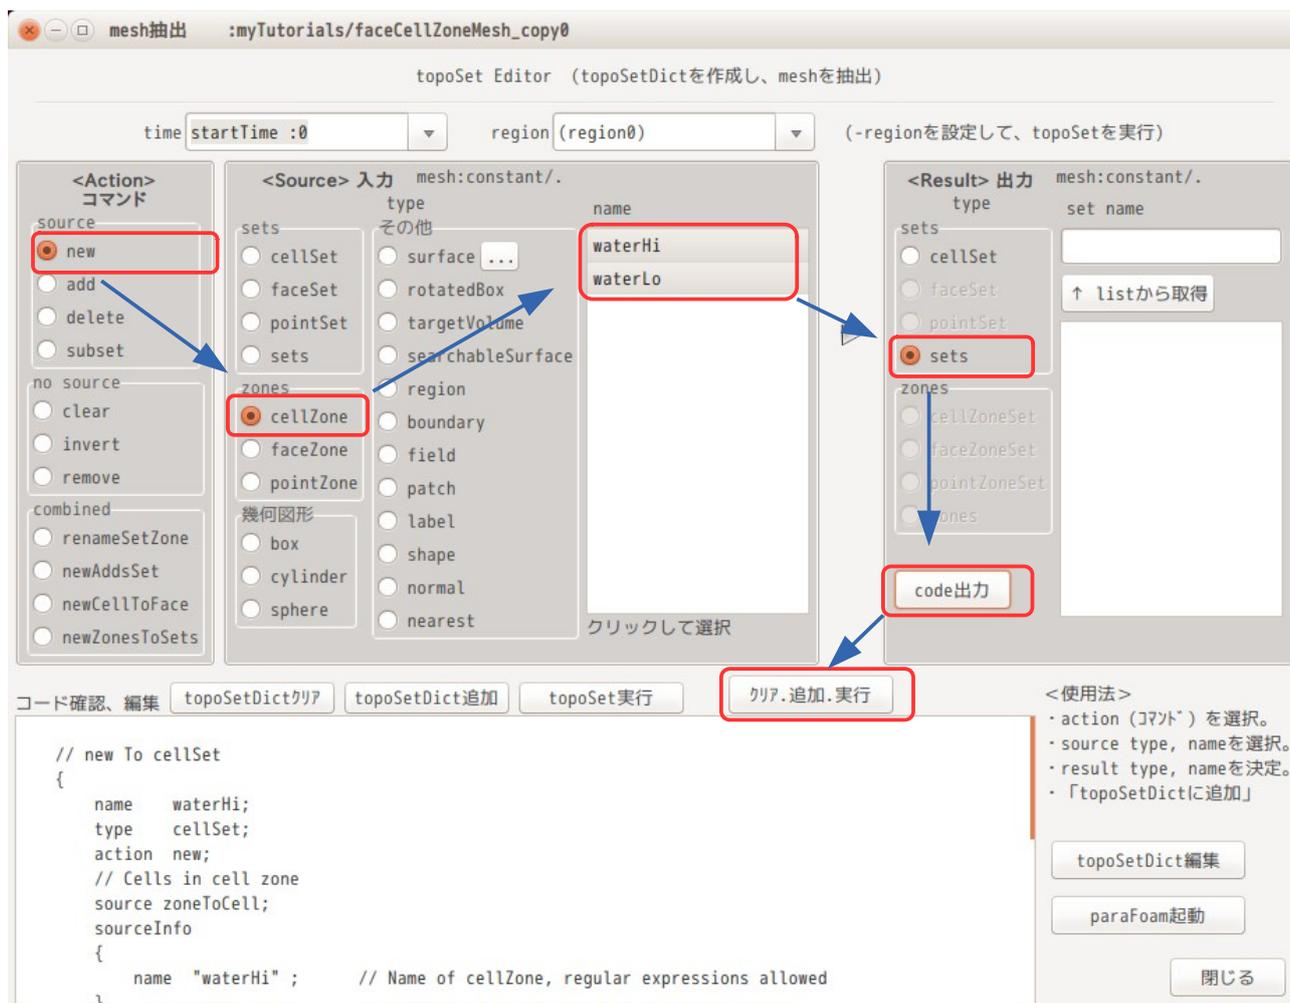 mesh抽出 :myTutorials/faceCellZoneMesh_copy0
topoSet Editor (topoSetDictを作成し、meshを抽出)
time startTime :0 region (region0) (-regionを設定して、topoSetを実行)
<Action>
コマンド
source
new
add
delete
subset
no source
clear
invert
remove
combined
renameSetZone
newAddsSet
newCellToFace
newZonesToSets
<Source> 入力 mesh:constant/.
type
sets
cellSet
faceSet
pointSet
sets
zones
cellZone
faceZone
pointZone
幾何図形
box
cylinder
sphere
その他
surface ...
rotatedBox
targetVolume
searchableSurface
region
boundary
field
patch
label
shape
normal
nearest
name
waterHi
waterLo
クリックして選択
<Result> 出力 mesh:constant/.
type
sets
cellSet
faceSet
pointSet
sets
zones
cellZoneSet
faceZoneSet
pointZoneSet
zones
code出力
set name
↑ listから取得
コード確認、編集 topoSetDictｸﾘｱ topoSetDict追加 topoSet実行 ｸﾘｱ.追加.実行
// new To cellSet
{
name waterHi;
type cellSet;
action new;
// Cells in cell zone
source zoneToCell;
sourceInfo
{
name "waterHi" ; // Name of cellZone, regular expressions allowed
}
<使用法>
・action (ｺﾏﾝﾄﾞ) を選択。
・source type, nameを選択。
・result type, nameを決定。
・「topoSetDictに追加」
topoSetDict編集
paraFoam起動
閉じる